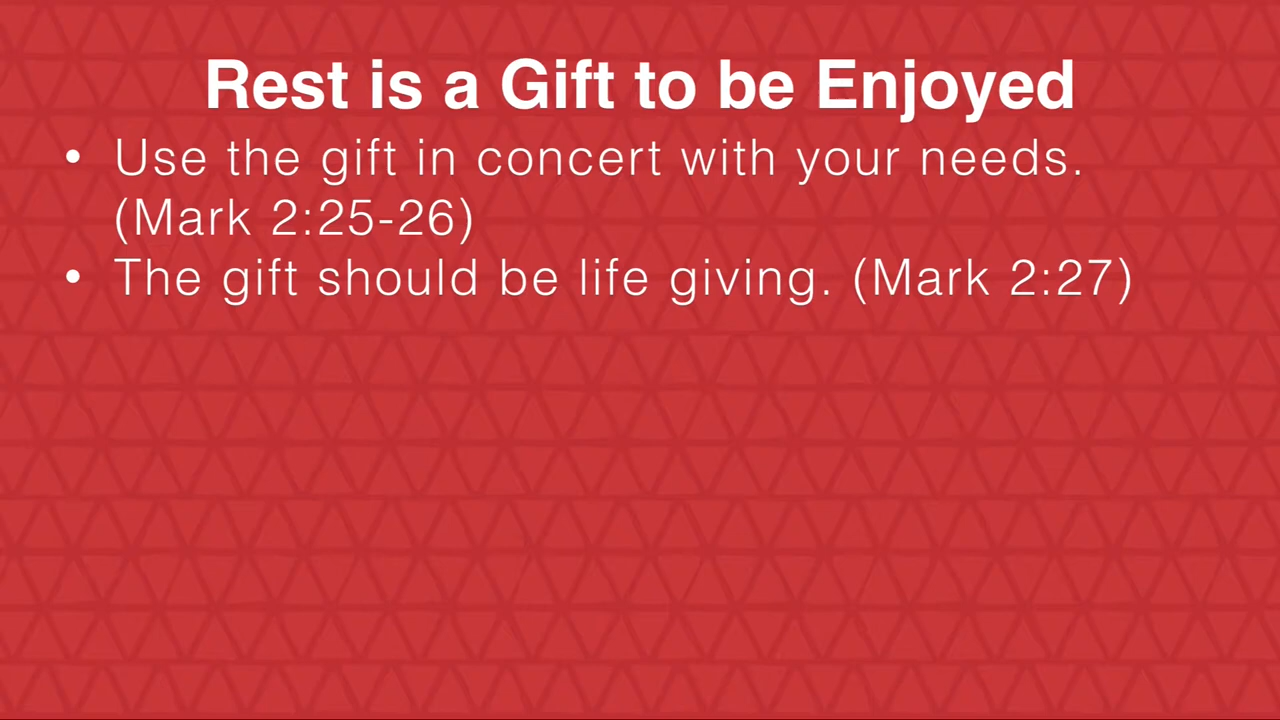 Rest is a Gift to be Enjoyed
• Use the gift in concert with your needs.
(Mark 2:25-26)
• The gift should be life giving. (Mark 2:27)